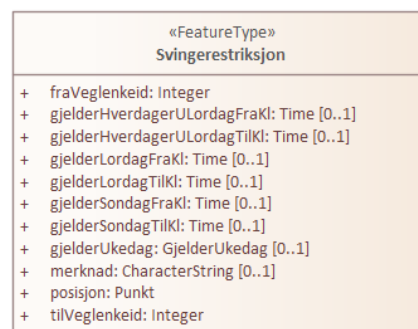 «FeatureType»
Svingerestriksjon
+ fraVeglenkeid: Integer
+ gjelderHverdagerULordagFraKl: Time [0..1]
+ gjelderHverdagerULordagTilKl: Time [0..1]
+ gjelderLordagFraKl: Time [0..1]
+ gjelderLordagTilKl: Time [0..1]
+ gjelderSondagFraKl: Time [0..1]
+ gjelderSondagTilKl: Time [0..1]
+ gjelderUkedag: GjelderUkedag [0..1]
+ merknad: CharacterString [0..1]
+ posisjon: Punkt
+ tilVeglenkeid: Integer